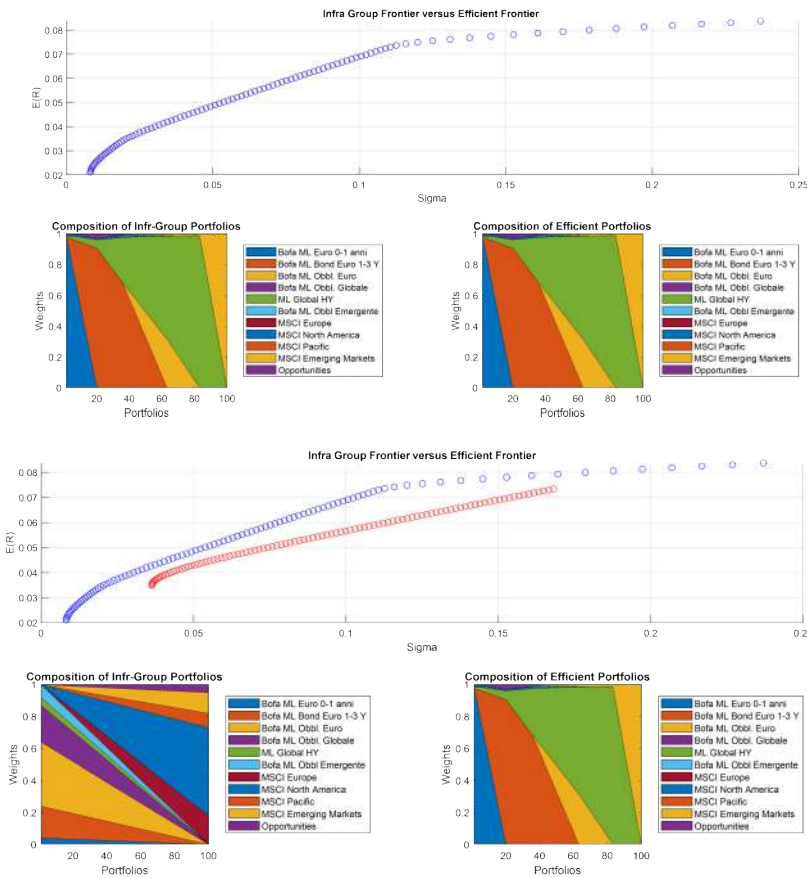 Infra Group Frontier versus Efficient Frontier
E(R)
0.08
0.07
0.06
0.05
0.04
0.03
0.02
0 0.05 0.1 0.15 0.2 0.25
Sigma
Composition of Infr-Group Portfolios
Weights
1
0.8
0.6
0.4
0.2
0
20 40 60 80 100
Portfolios
Bofa ML Euro 0-1 anni
Bofa ML Bond Euro 1-3 Y
Bofa ML Obbl. Euro
Bofa ML Obbl. Globale
ML Global HY
Bofa ML Obbl Emergente
MSCI Europe
MSCI North America
MSCI Pacific
MSCI Emerging Markets
Opportunities
Composition of Efficient Portfolios
Weights
1
0.8
0.6
0.4
0.2
0
20 40 60 80 100
Portfolios
Bofa ML Euro 0-1 anni
Bofa ML Bond Euro 1-3 Y
Bofa ML Obbl. Euro
Bofa ML Obbl. Globale
ML Global HY
Bofa ML Obbl Emergente
MSCI Europe
MSCI North America
MSCI Pacific
MSCI Emerging Markets
Opportunities
Infra Group Frontier versus Efficient Frontier
E(R)
0.08
0.07
0.06
0.05
0.04
0.03
0.02
0 0.05 0.1 0.15 0.2 0.2
Sigma
Composition of Infr-Group Portfolios
Weights
1
0.8
0.6
0.4
0.2
0
20 40 60 80 100
Portfolios
Bofa ML Euro 0-1 anni
Bofa ML Bond Euro 1-3 Y
Bofa ML Obbl. Euro
Bofa ML Obbl. Globale
ML Global HY
Bofa ML Obbl Emergente
MSCI Europe
MSCI North America
MSCI Pacific
MSCI Emerging Markets
Opportunities
Composition of Efficient Portfolios
Weights
1
0.8
0.6
0.4
0.2
0
20 40 60 80 100
Portfolios
Bofa ML Euro 0-1 anni
Bofa ML Bond Euro 1-3 Y
Bofa ML Obbl. Euro
Bofa ML Obbl. Globale
ML Global HY
Bofa ML Obbl Emergente
MSCI Europe
MSCI North America
MSCI Pacific
MSCI Emerging Markets
Opportunities